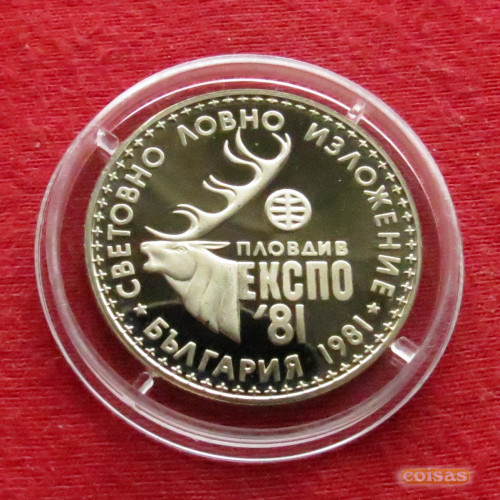 СВЕТОВНО ЛОВНО ИЗЛОЖЕНИЕ
ПЛОВДИВ
ЕКСПО
'81
БЪЛГАРИЯ 1981
coisas